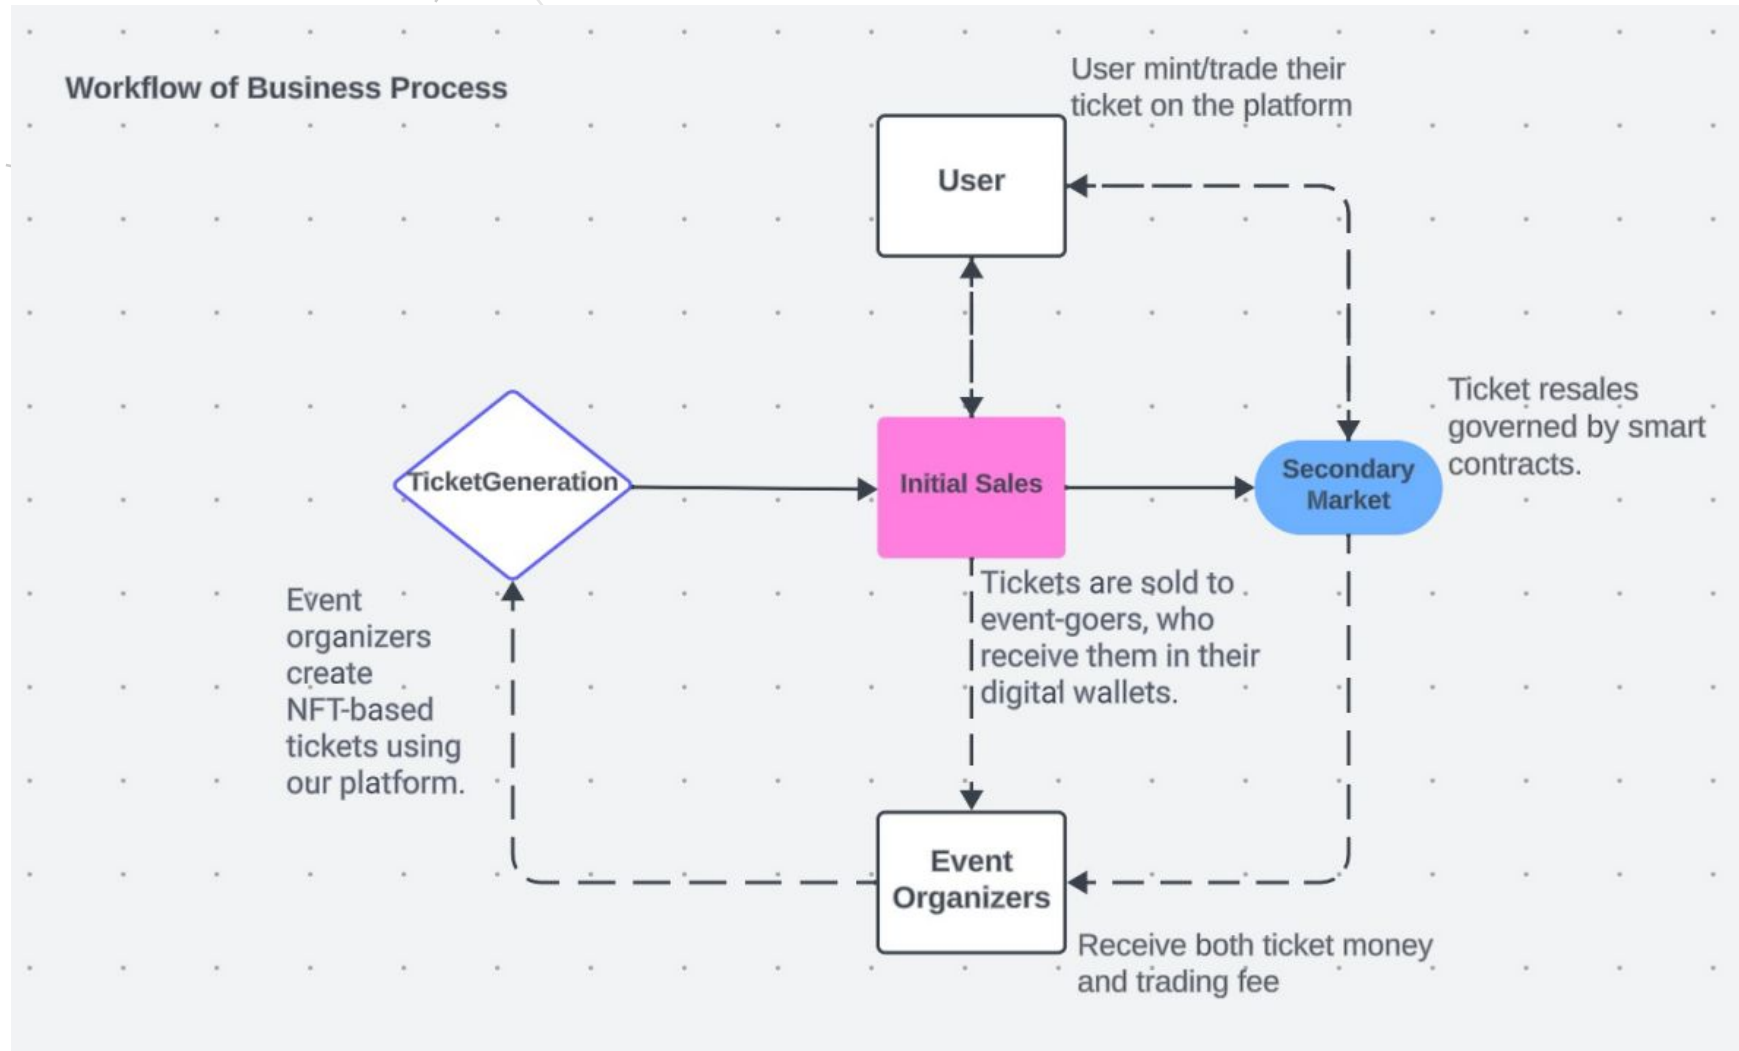 Workflow of Business Process
User mint/trade their
ticket on the platform
User
Ticket resales
governed by smart
contracts.
TicketGeneration
Initial Sales
Secondary
Market
Tickets are sold to
event-goers, who
receive them in their
digital wallets.
Event
organizers
create
NFT-based
tickets using
our platform.
Event
Organizers
Receive both ticket money
and trading fee